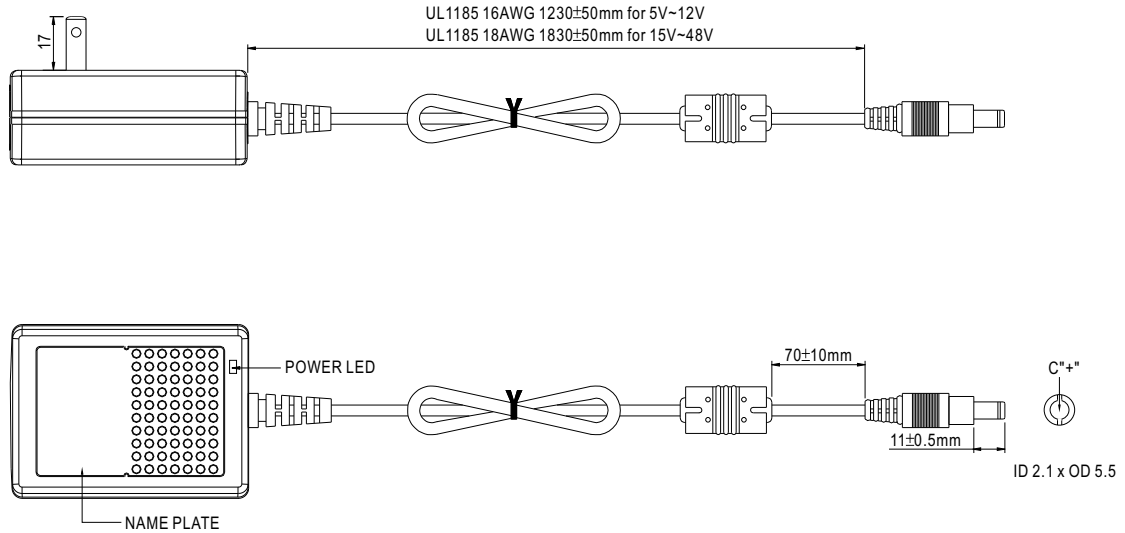 UL1185 16AWG 1230±50mm for 5V~12V
UL1185 18AWG 1830±50mm for 15V~48V
17
POWER LED
70±10mm
C"+"
11±0.5mm
ID 2.1 x OD 5.5
NAME PLATE